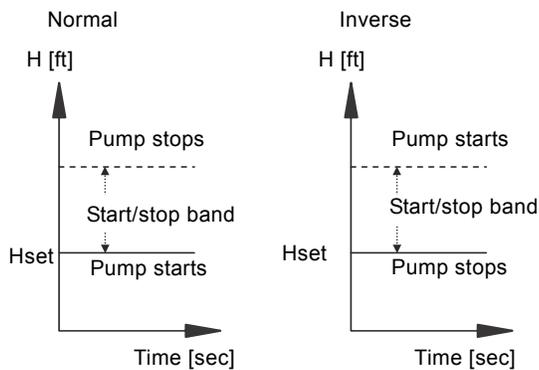 Normal
H [ft]
Pump stops
Start/stop band
Hset
Pump starts
Time [sec]
Inverse
H [ft]
Pump starts
Start/stop band
Hset
Pump stops
Time [sec]